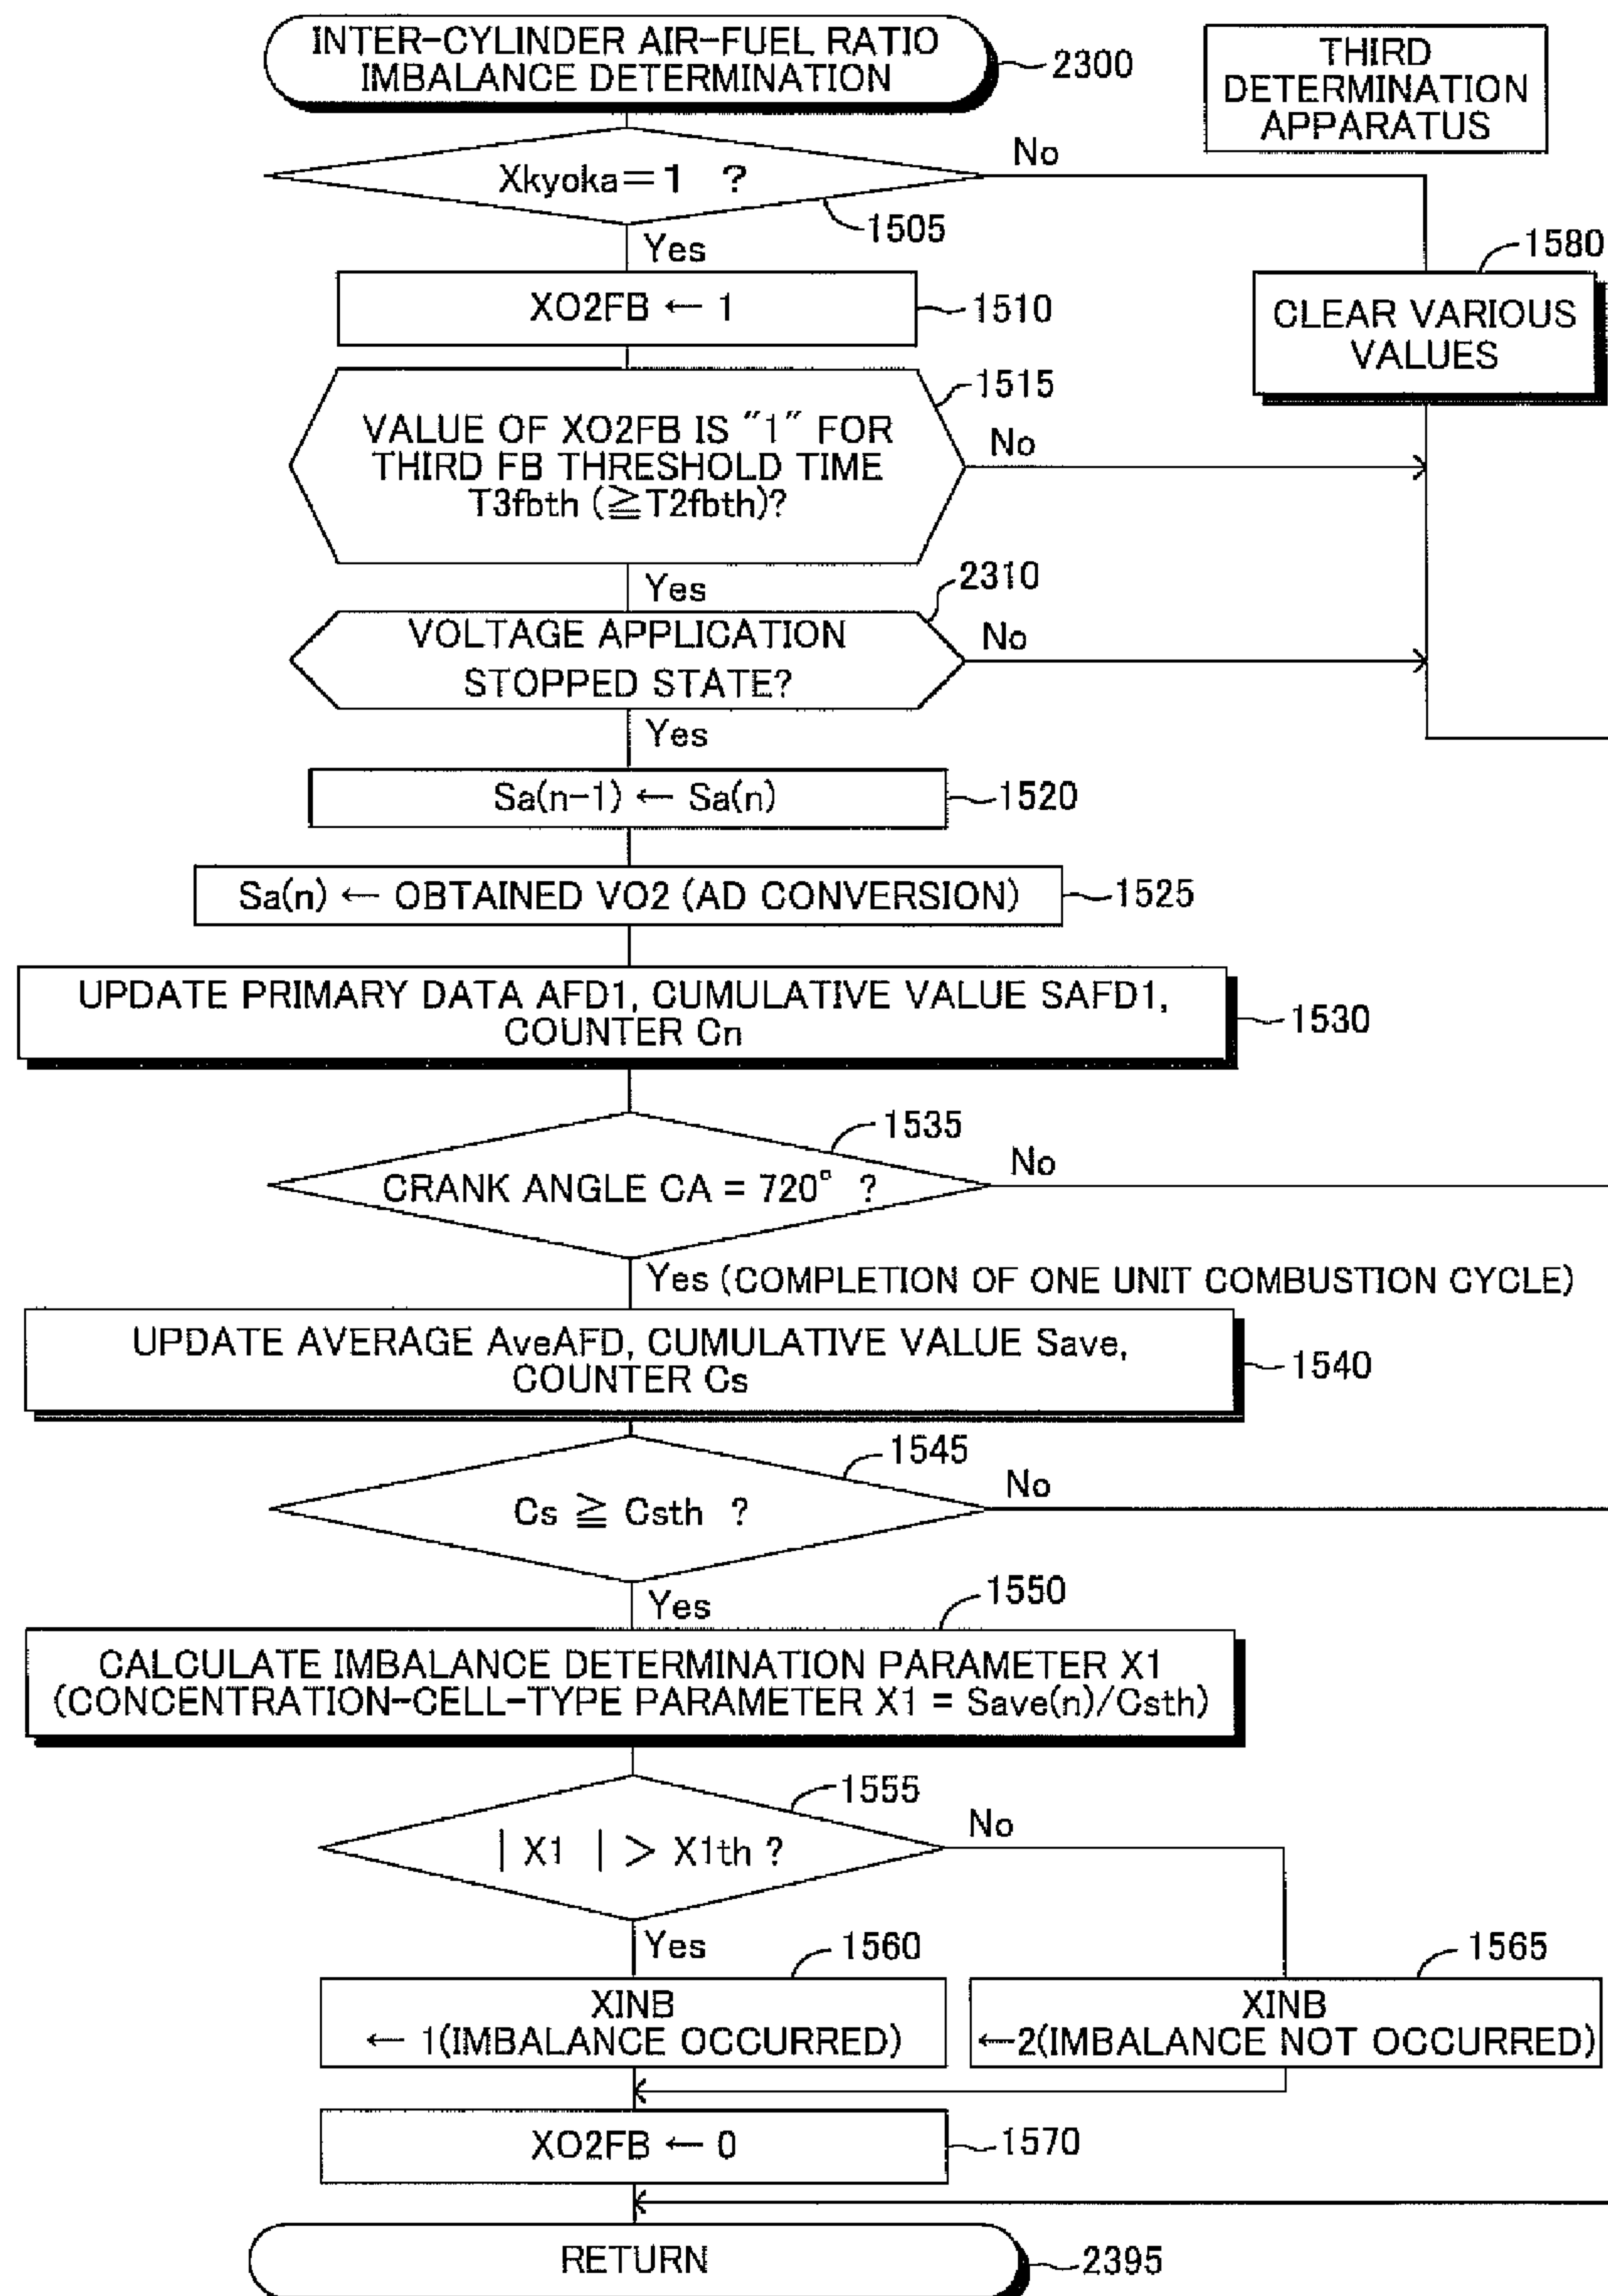 INTER-CYLINDER AIR-FUEL RATIO
IMBALANCE DETERMINATION
2300
THIRD
DETERMINATION
APPARATUS
Xkyoka=1 ?
No
1505
Yes
1580
CLEAR VARIOUS
VALUES
XO2FB ← 1
1510
1515
VALUE OF XO2FB IS "1" FOR
THIRD FB THRESHOLD TIME
T3fbth (≧T2fbth)?
No
Yes
2310
VOLTAGE APPLICATION
STOPPED STATE?
No
Yes
Sa(n-1) ← Sa(n)
1520
Sa(n) ← OBTAINED VO2 (AD CONVERSION)
1525
UPDATE PRIMARY DATA AFD1, CUMULATIVE VALUE SAFD1,
COUNTER Cn
1530
1535
CRANK ANGLE CA = 720° ?
No
Yes (COMPLETION OF ONE UNIT COMBUSTION CYCLE)
UPDATE AVERAGE AveAFD, CUMULATIVE VALUE Save,
COUNTER Cs
1540
1545
Cs ≧ Csth ?
No
Yes
1550
CALCULATE IMBALANCE DETERMINATION PARAMETER X1
(CONCENTRATION-CELL-TYPE PARAMETER X1 = Save(n)/Csth)
1555
| X1 | > X1th ?
No
Yes
1560
XINB
← 1(IMBALANCE OCCURRED)
1565
XINB
←2(IMBALANCE NOT OCCURRED)
XO2FB ← 0
1570
RETURN
2395